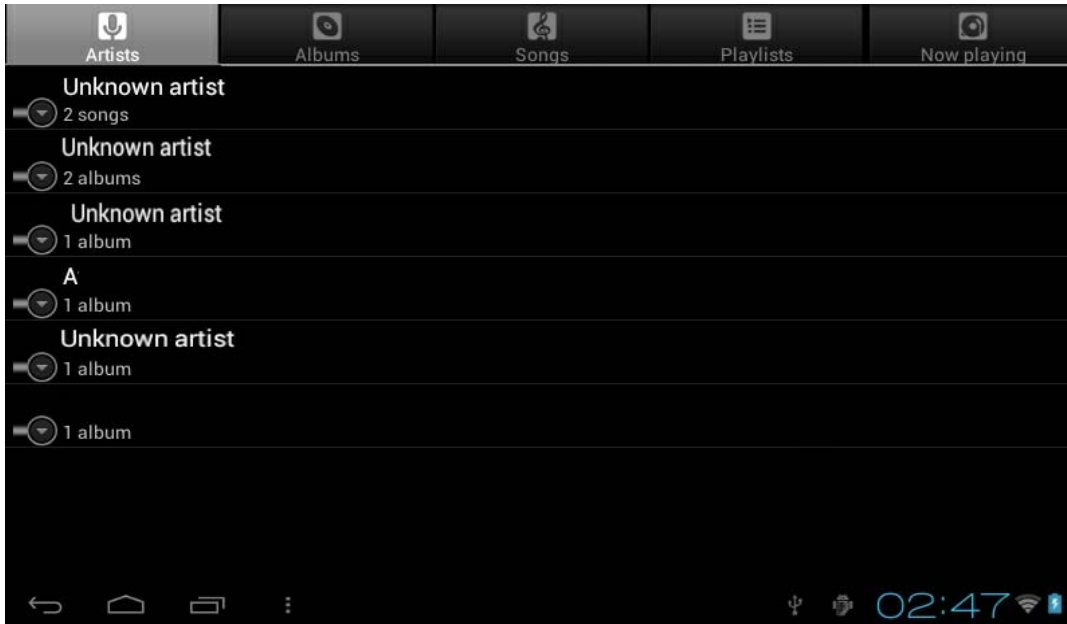 Artists Albums Songs Playlists Now playing
Unknown artist
2 songs
Unknown artist
2 albums
Unknown artist
1 album
A
1 album
Unknown artist
1 album
1 album
02:47